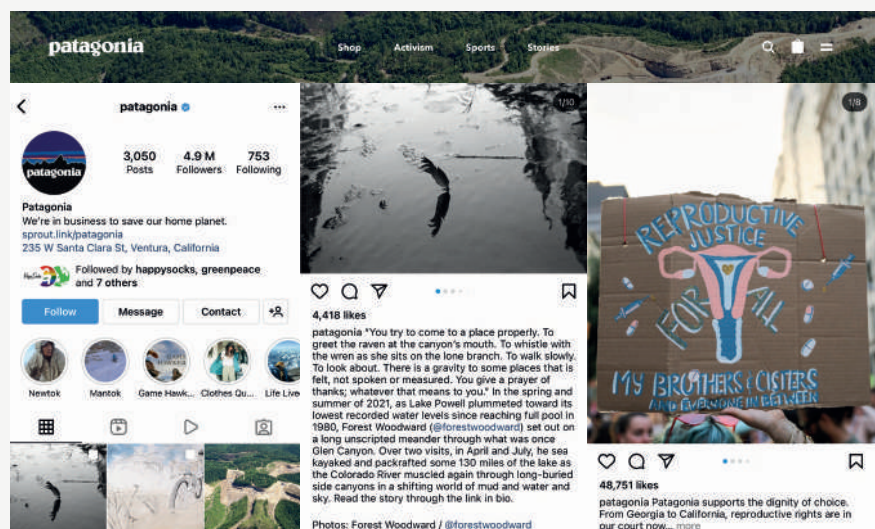 patagonia
Shop Activism Sports Stories
patagonia
3,050 4.9 M 753
Posts Followers Following
patagonia
Patagonia
We're in business to save our home planet.
sprout.link/patagonia
235 W Santa Clara St, Ventura, California
Followed by happysocks, greenpeace
and 7 others
Follow Message Contact
Newtok Mantok Game Hawk... Clothes Qu... Life Live
1/10
4,418 likes
patagonia "You try to come to a place properly. To
greet the raven at the canyon's mouth. To whistle with
the wren as she sits on the lone branch. To walk slowly.
To look about. There is a gravity to some places that is
felt, not spoken or measured. You give a prayer of
thanks; whatever that means to you." In the spring and
summer of 2021, as Lake Powell plummeted toward its
lowest recorded water levels since reaching full pool in
1980, Forest Woodward (@forestwoodward) set out on
a long unscripted meander through what was once
Glen Canyon. Over two visits, in April and July, he sea
kayaked and packrafted some 130 miles of the lake as
the Colorado River muscled again through long-buried
side canyons in a shifting world of mud and water and
sky. Read the story through the link in bio.
Photos: Forest Woodward / @forestwoodward
1/8
REPRODUCTIVE
JUSTICE
FOR ALL
MY BROTHERS & CISTERS
AND EVERYONE IN BETWEEN
48,751 likes
patagonia Patagonia supports the dignity of choice.
From Georgia to California, reproductive rights are in
our court now... more